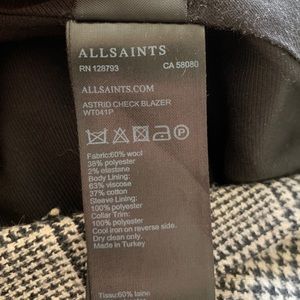 ALLSAINTS
RN 128793 CA 58080
ALLSAINTS.COM
ASTRID CHECK BLAZER
WT041P
Fabric:60% wool
38% polyester
2% elastane
Body Lining:
63% viscose
37% cotton
Sleeve Lining:
100% polyester
Collar Trim:
100% polyester
Cool iron on reverse side.
Dry clean only
Made in Turkey
Tissu:60% laine